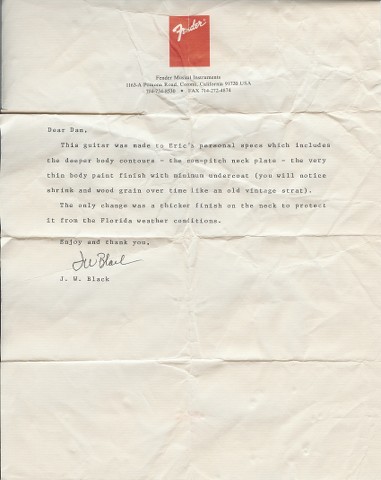 Fender
Fender Musical Instruments
1163-A Pomona Road, Corona, California 91720 USA
FAX 714-272-4674
Dear Dan,
This guitar was made to Eric's personal specs which includes
the deeper body contours - the non-pitch neck plate - the very
thin body paint finish with minimum undercoat (you will notice
shrink and wood grain over time like an old vintage strat).
The only change was a thicker finish on the neck to protect
it from the Florida weather conditions.
Enjoy and thank you,
JW Black
J. W. Black